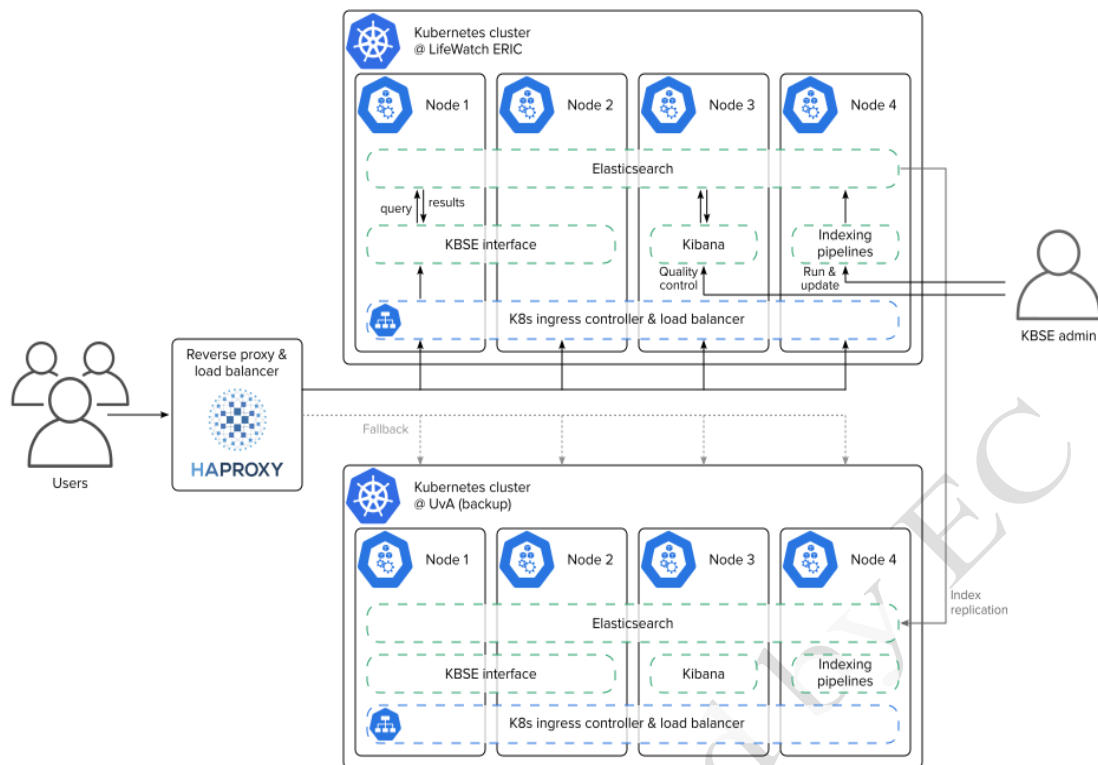 Kubernetes cluster
@ LifeWatch ERIC
Node 1
Node 2
Node 3
Node 4
Elasticsearch
query
results
KBSE interface
Kibana
Indexing
pipelines
Quality
control
Run &
update
K8s ingress controller & load balancer
KBSE admin
Reverse proxy &
load balancer
HAPROXY
Users
Fallback
Kubernetes cluster
@ UvA (backup)
Node 1
Node 2
Node 3
Node 4
Index
replication
Elasticsearch
KBSE interface
Kibana
Indexing
pipelines
K8s ingress controller & load balancer
by EC